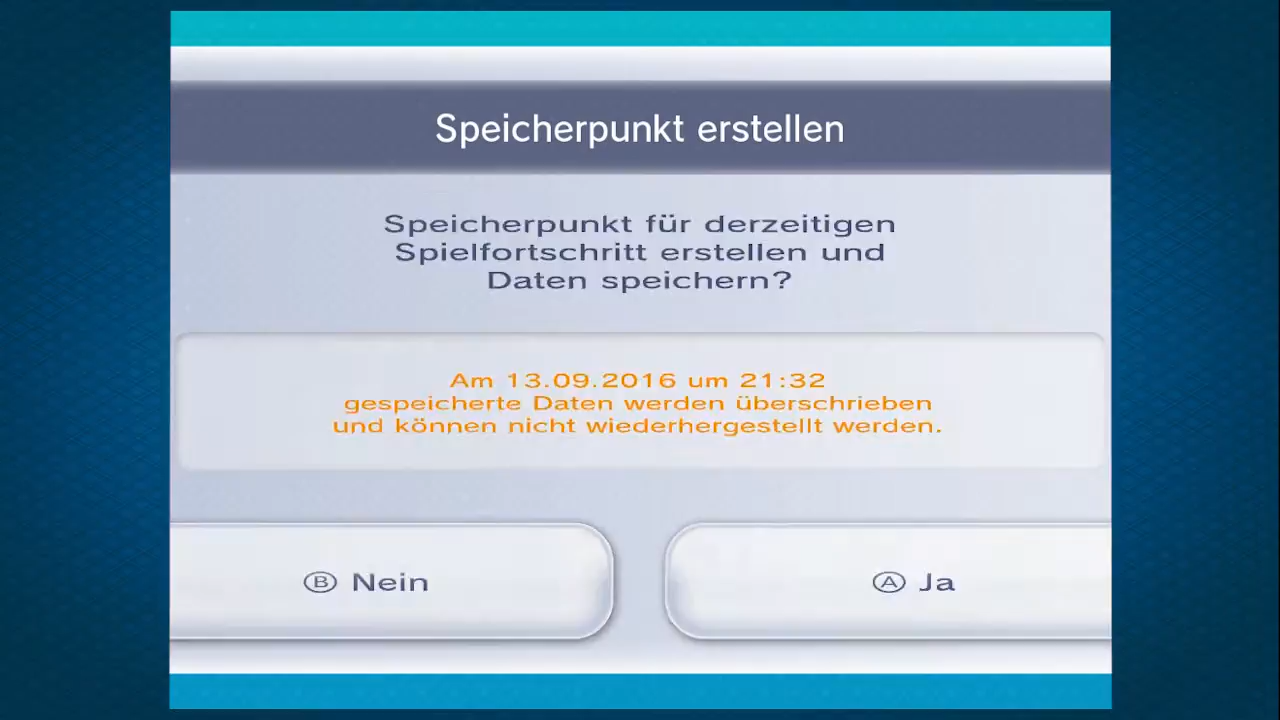 Speicherpunkt erstellen
Speicherpunkt für derzeitigen
Spielfortschritt erstellen und
Daten speichern?
Am 13.09.2016 um 21:32
gespeicherte Daten werden überschrieben
und können nicht wiederhergestellt werden.
Ⓑ Nein
Ⓐ Ja